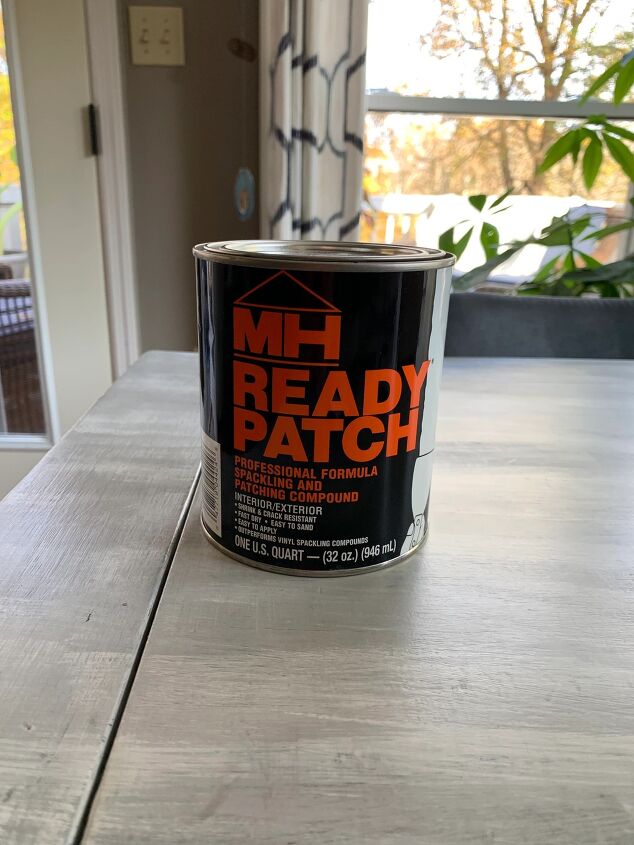 MH
READY
PATCH
PROFESSIONAL FORMULA
SPACKLING AND
PATCHING COMPOUND
INTERIOR/EXTERIOR
• SHRINK & CRACK RESISTANT
• FAST DRY • EASY TO SAND
• EASY TO APPLY
• OUTPERFORMS VINYL SPACKLING COMPOUNDS
ONE U.S. QUART — (32 oz.) (946 mL)